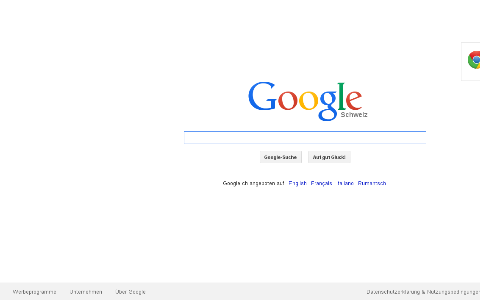 Google
Schweiz
Google-Suche Auf gut Glück!
Google.ch angeboten auf: English Français Italiano Rumantsch
Werbeprogramme Unternehmen Über Google Datenschutzerklärung & Nutzungsbedingungen